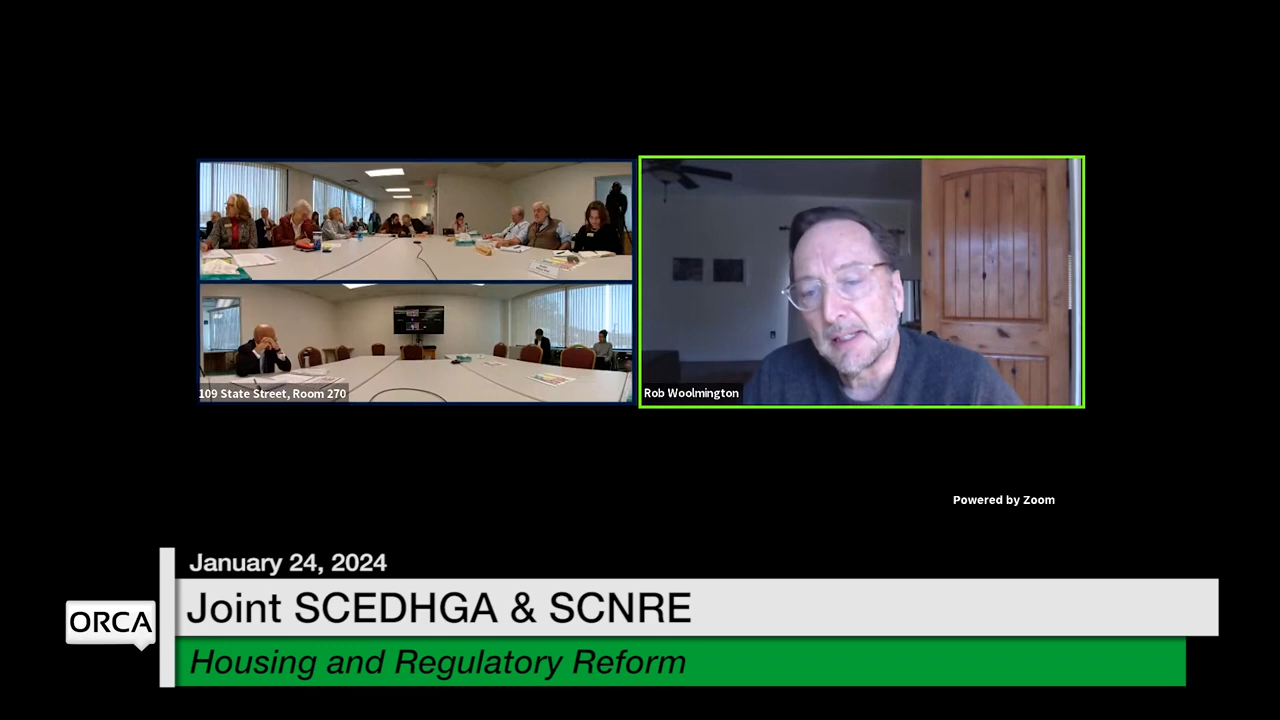 109 State Street, Room 270
Rob Woolmington
Powered by Zoom
January 24, 2024
Joint SCEDHGA & SCNRE
ORCA
Housing and Regulatory Reform